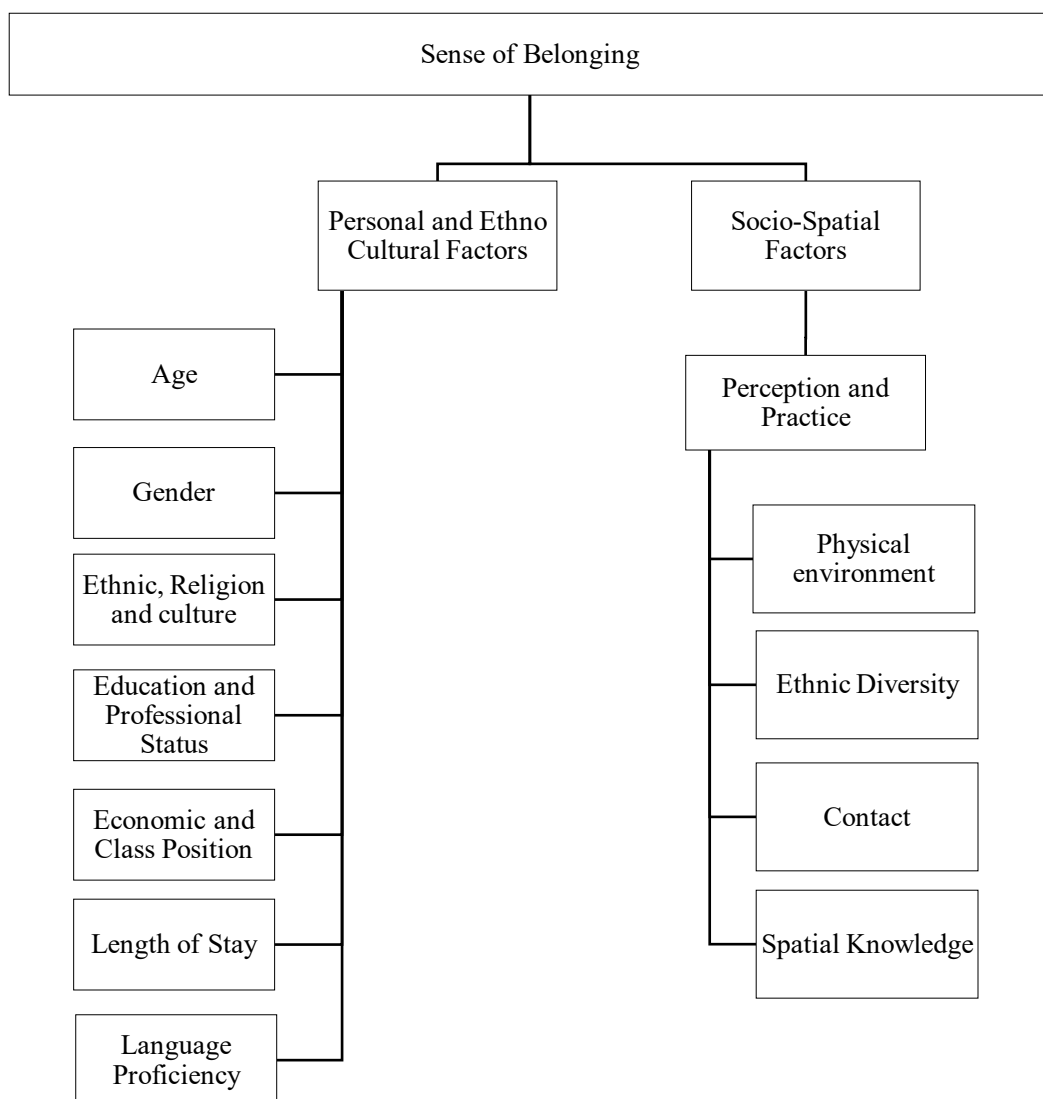 Sense of Belonging
Personal and Ethno
Cultural Factors
Socio-Spatial
Factors
Age
Gender
Ethnic, Religion
and culture
Education and
Professional
Status
Economic and
Class Position
Length of Stay
Language
Proficiency
Perception and
Practice
Physical
environment
Ethnic Diversity
Contact
Spatial Knowledge